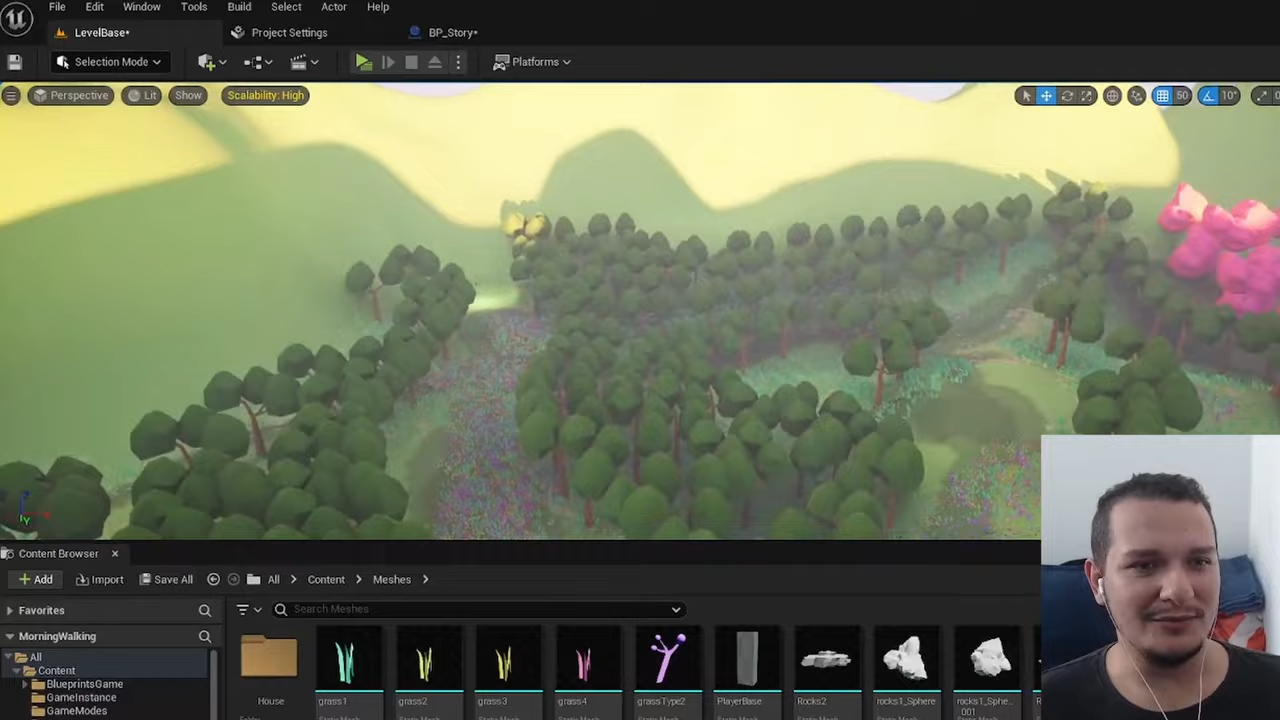 File Edit Window Tools Build Select Actor Help
LevelBase* Project Settings BP_Story*
Selection Mode Platforms
Perspective Lit Show Scalability: High 50 10°
Y
Content Browser
+ Add Import Save All All > Content > Meshes >
Favorites Search Meshes
MorningWalking
All
Content
BlueprintsGame
GameInstance
GameModes
House grass1 grass2 grass3 grass4 grassType2 PlayerBase Rocks2 rocks1_Sphere rocks1_Sphe..
001